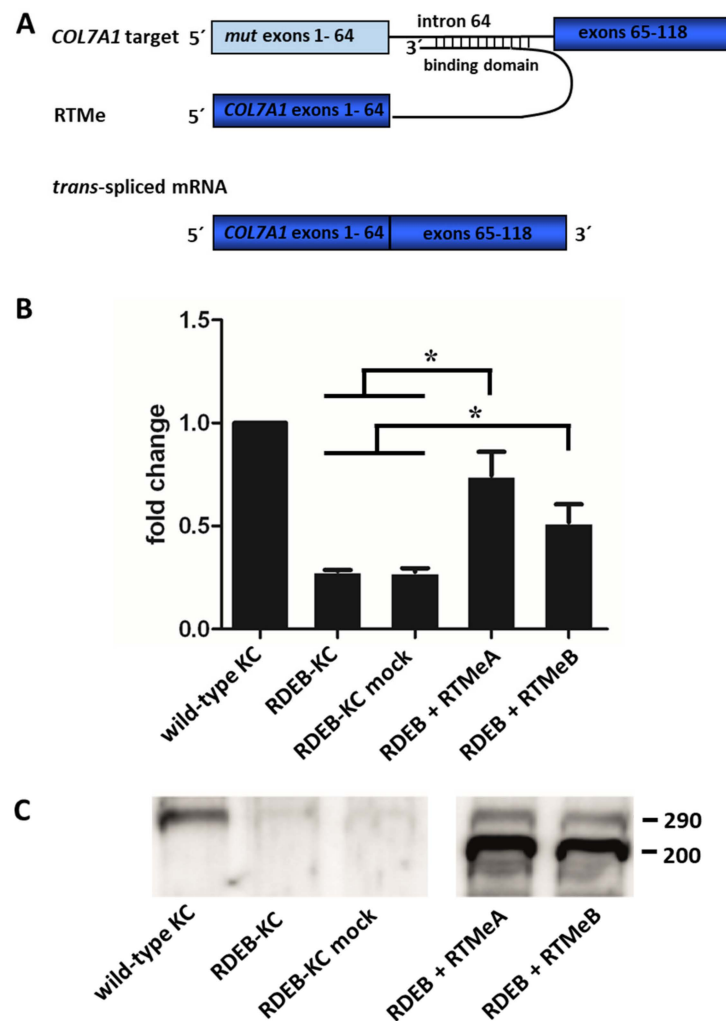 A
COL7A1 target 5´ mut exons 1- 64 intron 64 exons 65-118
3´
binding domain
RTMe 5´ COL7A1 exons 1- 64
trans-spliced mRNA
5´ COL7A1 exons 1- 64 exons 65-118 3´
B
fold change
1.5
1.0
0.5
0.0
*
*
wild-type KC
RDEB-KC
RDEB-KC mock
RDEB + RTMeA
RDEB + RTMeB
C
290
200
wild-type KC
RDEB-KC
RDEB-KC mock
RDEB + RTMeA
RDEB + RTMeB